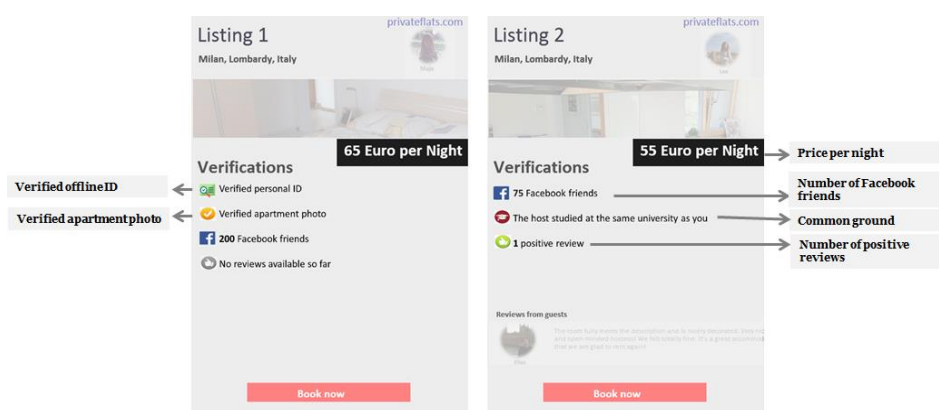 privateflats.com
Listing 1
Milan, Lombardy, Italy
65 Euro per Night
Verifications
Verified personal ID
Verified apartment photo
200 Facebook friends
No reviews available so far
Book now
Verified offline ID
Verified apartment photo
privateflats.com
Listing 2
Milan, Lombardy, Italy
Lea
55 Euro per Night
Verifications
75 Facebook friends
The host studied at the same university as you
1 positive review
Reviews from guests
Book now
Price per night
Number of Facebook
friends
Common ground
Number of positive
reviews